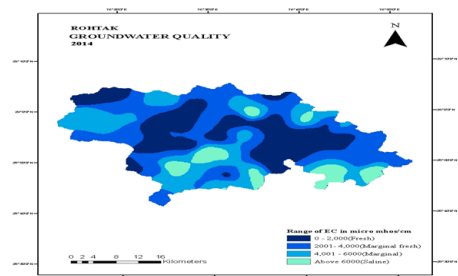 ROHTAK
GROUNDWATER QUALITY
2014
N
Range of EC in micro mhos/cm
0 - 2,000(Fresh)
2001- 4,000(Marginal fresh)
4,001 - 6000(Marginal)
Above 6000(Saline)
0 2 4 8 12 16
Kilometers